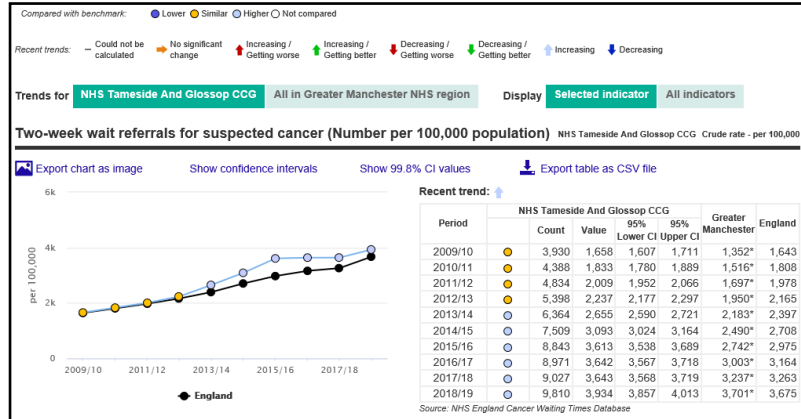 Compared with benchmark: Lower Similar Higher Not compared
Recent trends: – Could not be calculated No significant change Increasing / Getting worse Increasing / Getting better Decreasing / Getting worse Decreasing / Getting better Increasing Decreasing
Trends for NHS Tameside And Glossop CCG All in Greater Manchester NHS region Display Selected indicator All indicators
Two-week wait referrals for suspected cancer (Number per 100,000 population) NHS Tameside And Glossop CCG Crude rate - per 100,000
Export chart as image Show confidence intervals Show 99.8% CI values Export table as CSV file
6k
4k
2k
0
per 100,000
2009/10 2011/12 2013/14 2015/16 2017/18
England
Recent trend:
Period NHS Tameside And Glossop CCG Greater Manchester England
Count Value 95% Lower CI 95% Upper CI
2009/10 3,930 1,658 1,607 1,711 1,352* 1,643
2010/11 4,388 1,833 1,780 1,889 1,516* 1,808
2011/12 4,834 2,009 1,952 2,066 1,697* 1,978
2012/13 5,398 2,237 2,177 2,297 1,950* 2,165
2013/14 6,364 2,655 2,590 2,721 2,183* 2,397
2014/15 7,509 3,093 3,024 3,164 2,490* 2,708
2015/16 8,843 3,613 3,538 3,689 2,742* 2,975
2016/17 8,971 3,642 3,567 3,718 3,003* 3,164
2017/18 9,027 3,643 3,568 3,719 3,237* 3,263
2018/19 9,810 3,934 3,857 4,013 3,701* 3,675
Source: NHS England Cancer Waiting Times Database